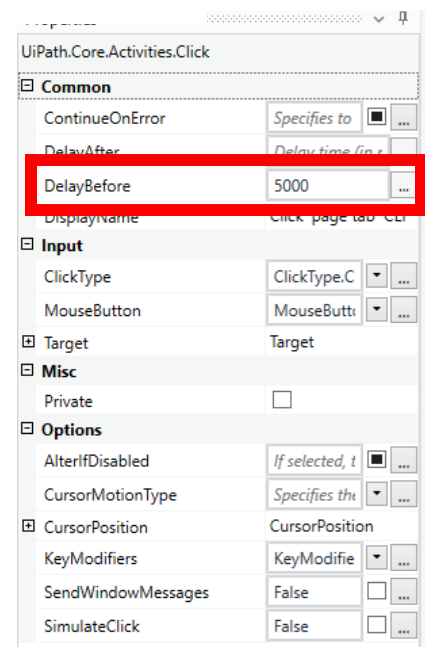 UiPath.Core.Activities.Click
Common
ContinueOnError Specifies to ...
DelayAfter Delay time (in
DelayBefore 5000 ...
DisplayName Click 'page tab CLI'
Input
ClickType ClickType.C ...
MouseButton MouseButto ...
Target Target
Misc
Private
Options
AlterIfDisabled If selected, t ...
CursorMotionType Specifies the ...
CursorPosition CursorPosition
KeyModifiers KeyModifie ...
SendWindowMessages False ...
SimulateClick False ...